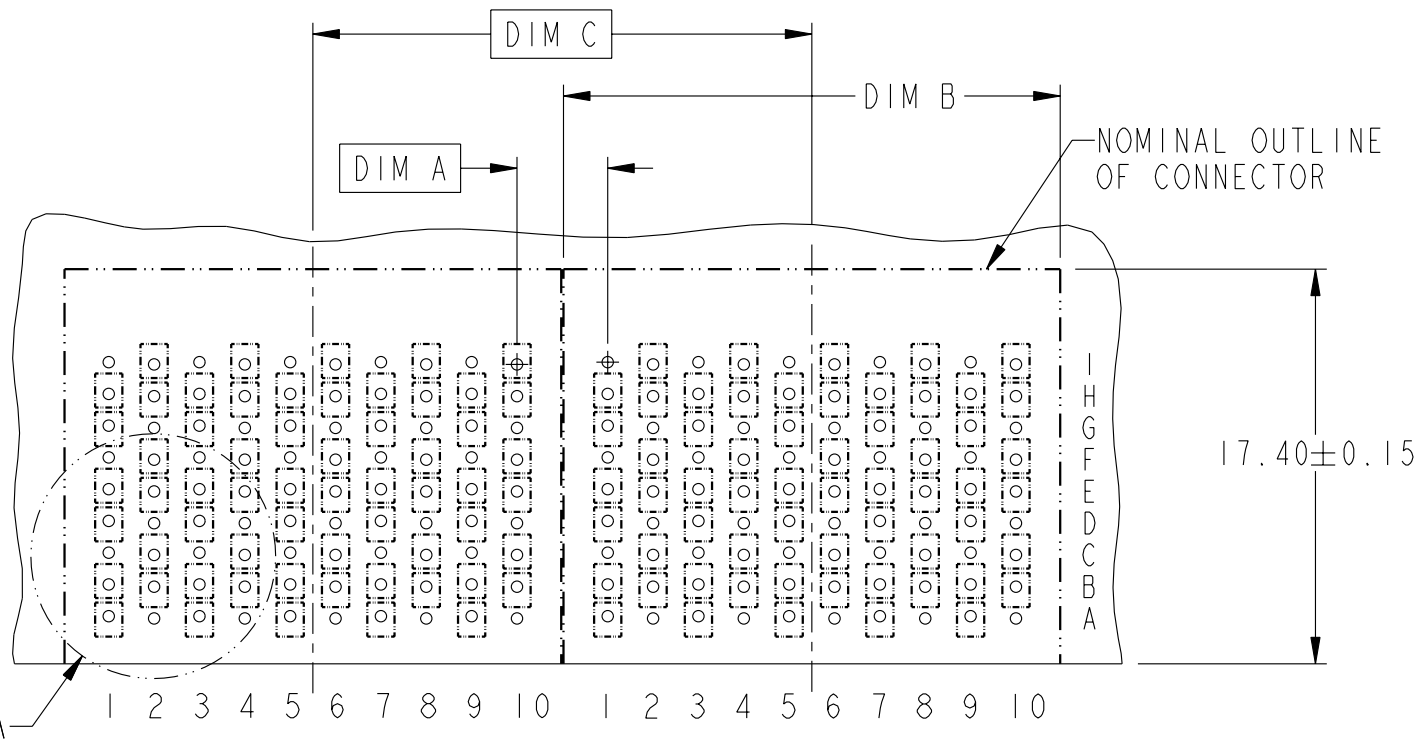 DIM C
DIM B
DIM A
NOMINAL OUTLINE
OF CONNECTOR
I
H
G
F
E
D
C
B
A
17.40±0.15
1 2 3 4 5 6 7 8 9 10 1 2 3 4 5 6 7 8 9 10